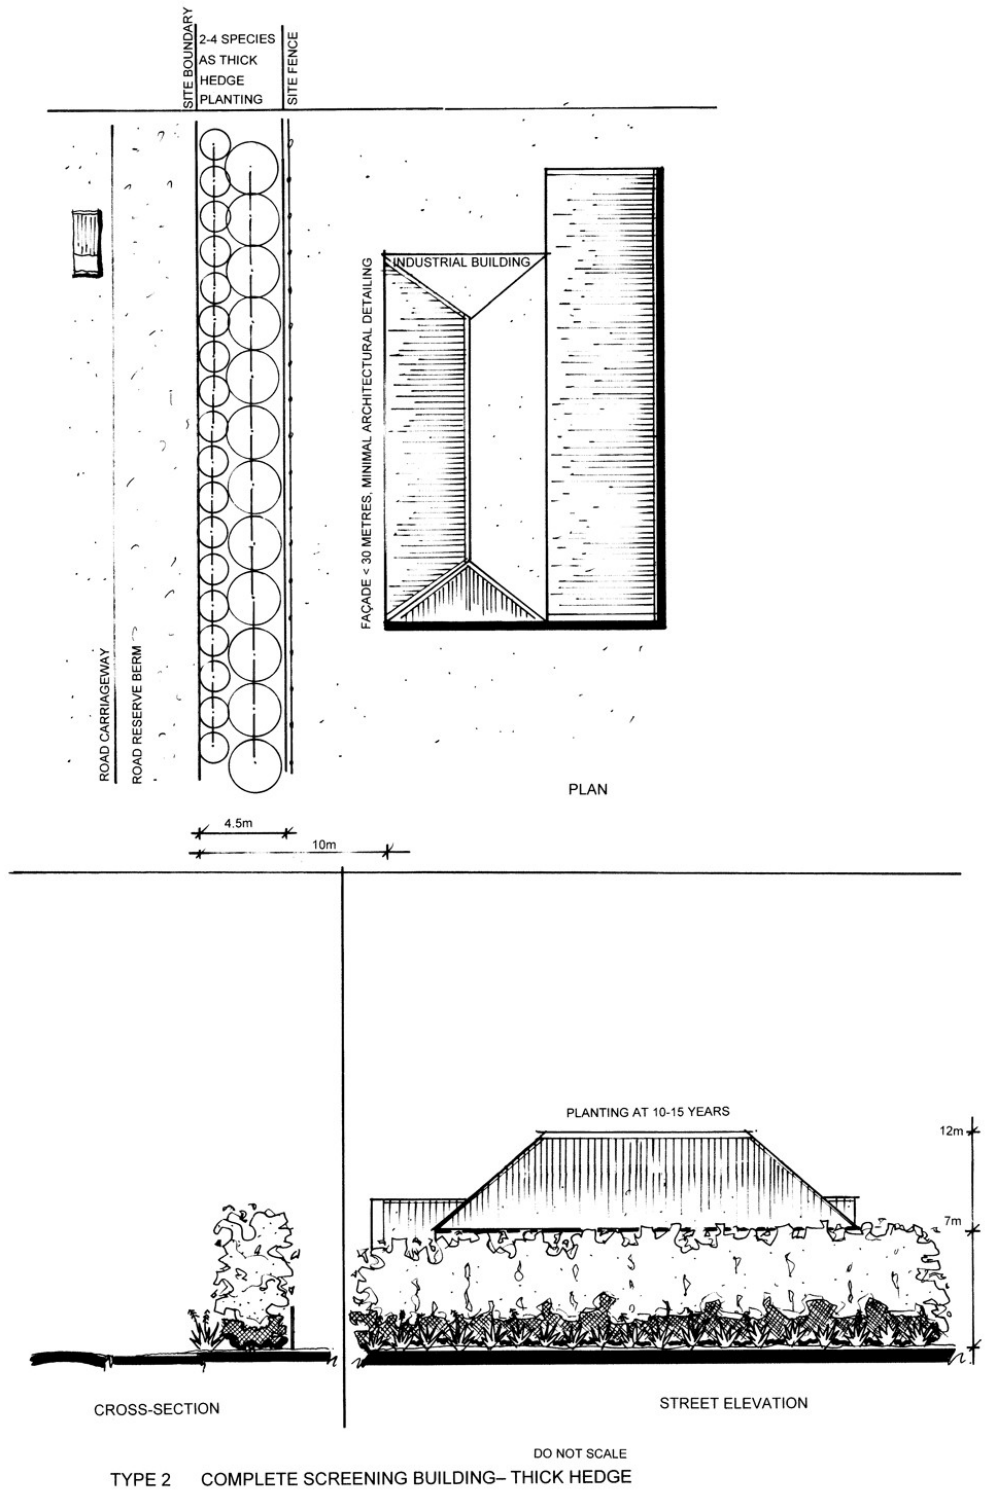 SITE BOUNDARY
2-4 SPECIES
AS THICK
HEDGE
PLANTING
SITE FENCE
INDUSTRIAL BUILDING
FAÇADE < 30 METRES, MINIMAL ARCHITECTURAL DETAILING
ROAD CARRIAGEWAY
ROAD RESERVE BERM
PLAN
4.5m
10m
PLANTING AT 10-15 YEARS
12m
7m
CROSS-SECTION
STREET ELEVATION
DO NOT SCALE
TYPE 2 COMPLETE SCREENING BUILDING– THICK HEDGE